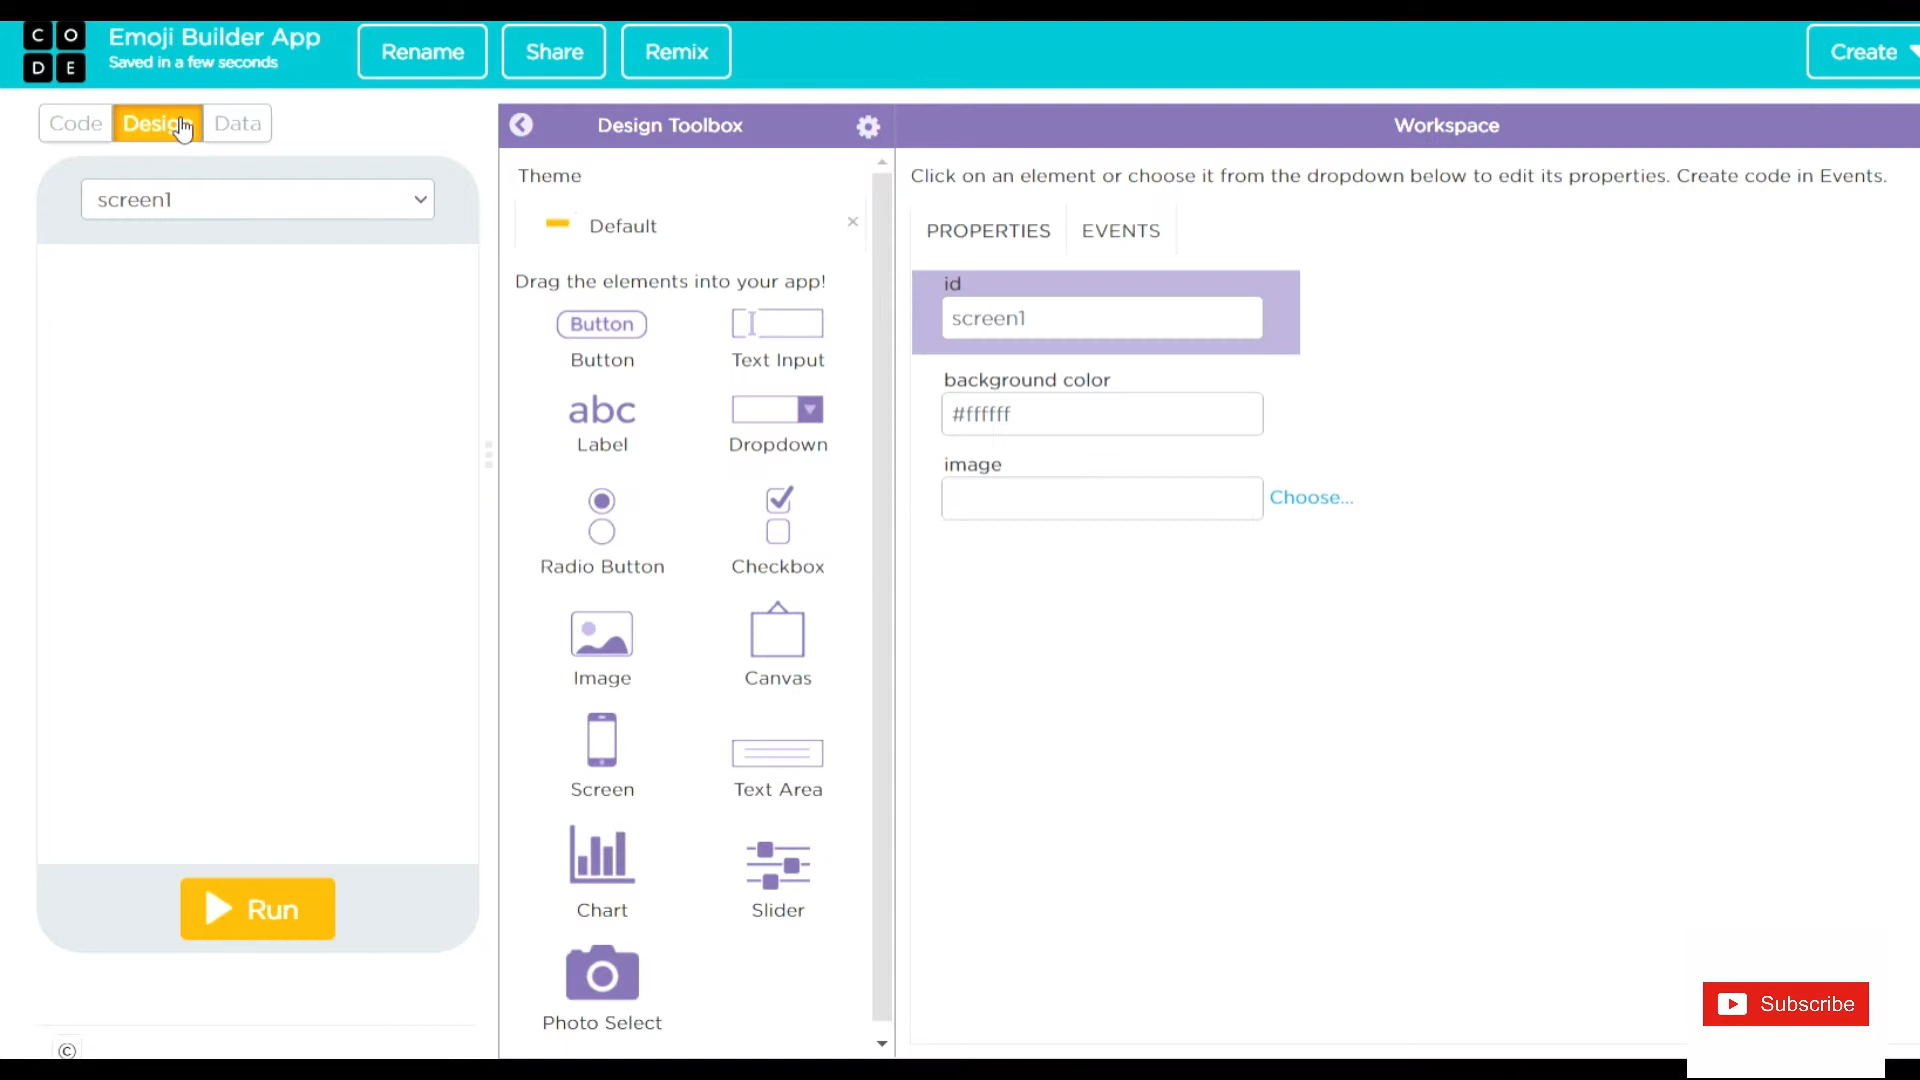 C O
D E
Emoji Builder App
Saved in a few seconds
Rename
Share
Remix
Create
Code
Design
Data
screen1
Run
©
Design Toolbox
Theme
Default
Drag the elements into your app!
Button
Button
Text Input
abc
Label
Dropdown
Radio Button
Checkbox
Image
Canvas
Screen
Text Area
Chart
Slider
Photo Select
Workspace
Click on an element or choose it from the dropdown below to edit its properties. Create code in Events.
PROPERTIES
EVENTS
id
screen1
background color
#ffffff
image
Choose...
Subscribe